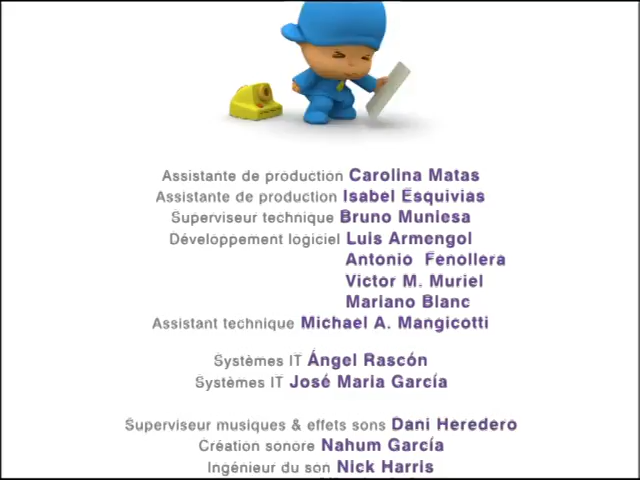 Assistante de production Carolina Matas
Assistante de production Isabel Esquivias
Superviseur technique Bruno Muniesa
Développement logiciel Luis Armengol
Antonio Fenollera
Victor M. Muriel
Mariano Blanc
Assistant technique Michael A. Mangicotti
Systèmes IT Ángel Rascón
Systèmes IT José Maria García
Superviseur musiques & effets sons Dani Heredero
Création sonore Nahum García
Ingénieur du son Nick Harris